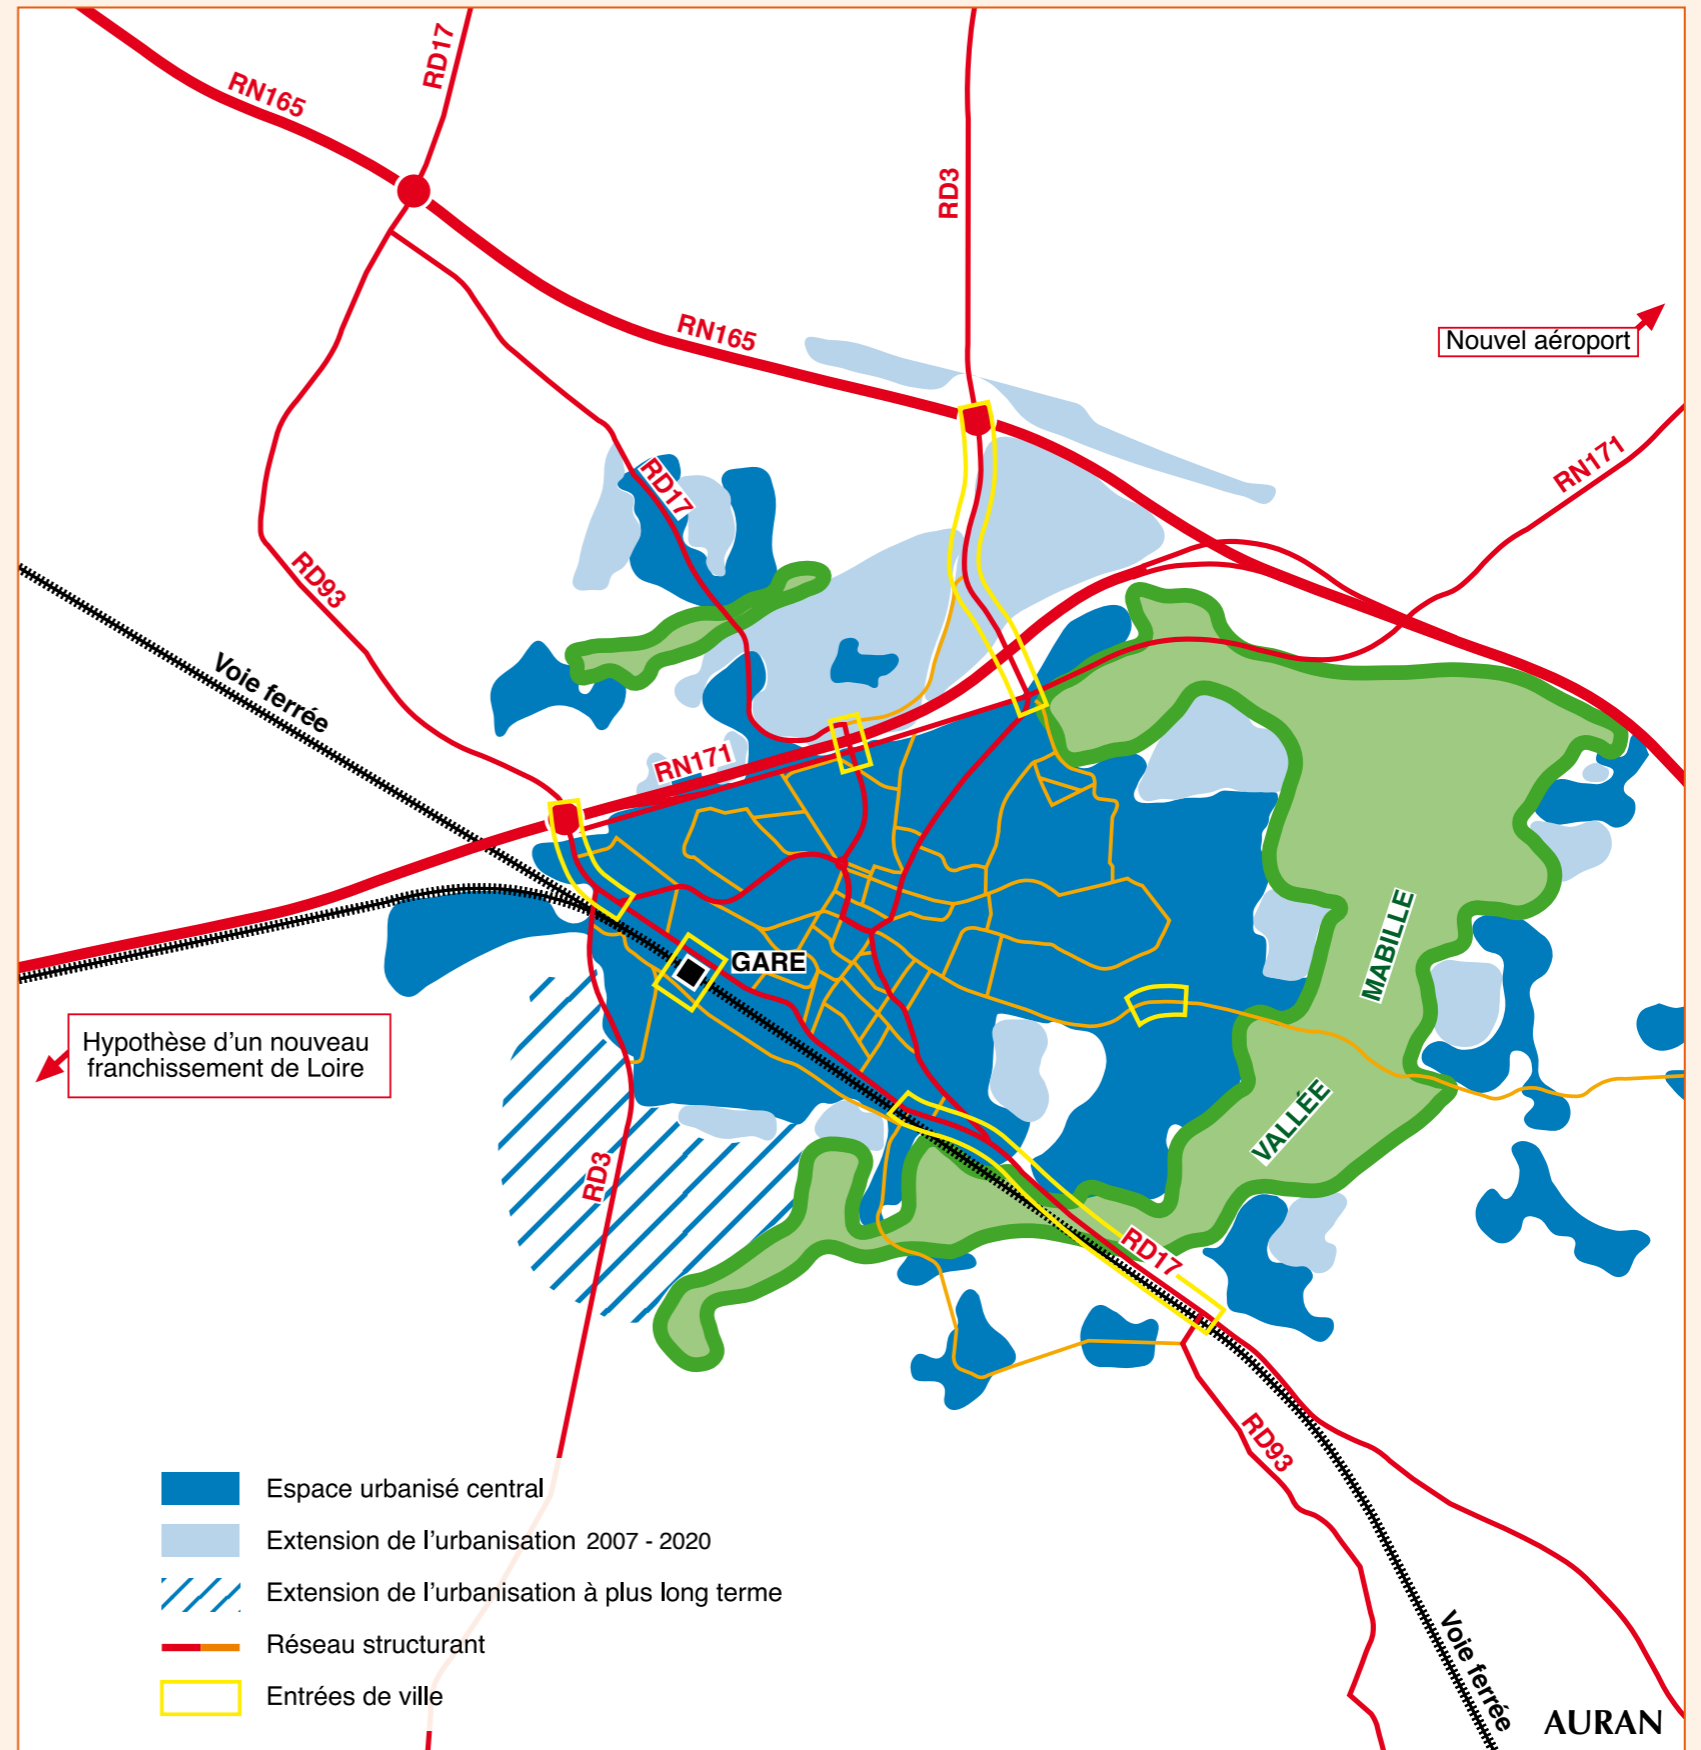 RD17
RN165
RD3
Nouvel aéroport
RN165
RN171
RD17
RD93
Voie ferrée
RN171
MABILLE
GARE
Hypothèse d'un nouveau
franchissement de Loire
VALLÉE
RD3
RD17
RD93
Espace urbanisé central
Extension de l'urbanisation 2007 - 2020
Extension de l'urbanisation à plus long terme
Réseau structurant
Entrées de ville
Voie ferrée
AURAN